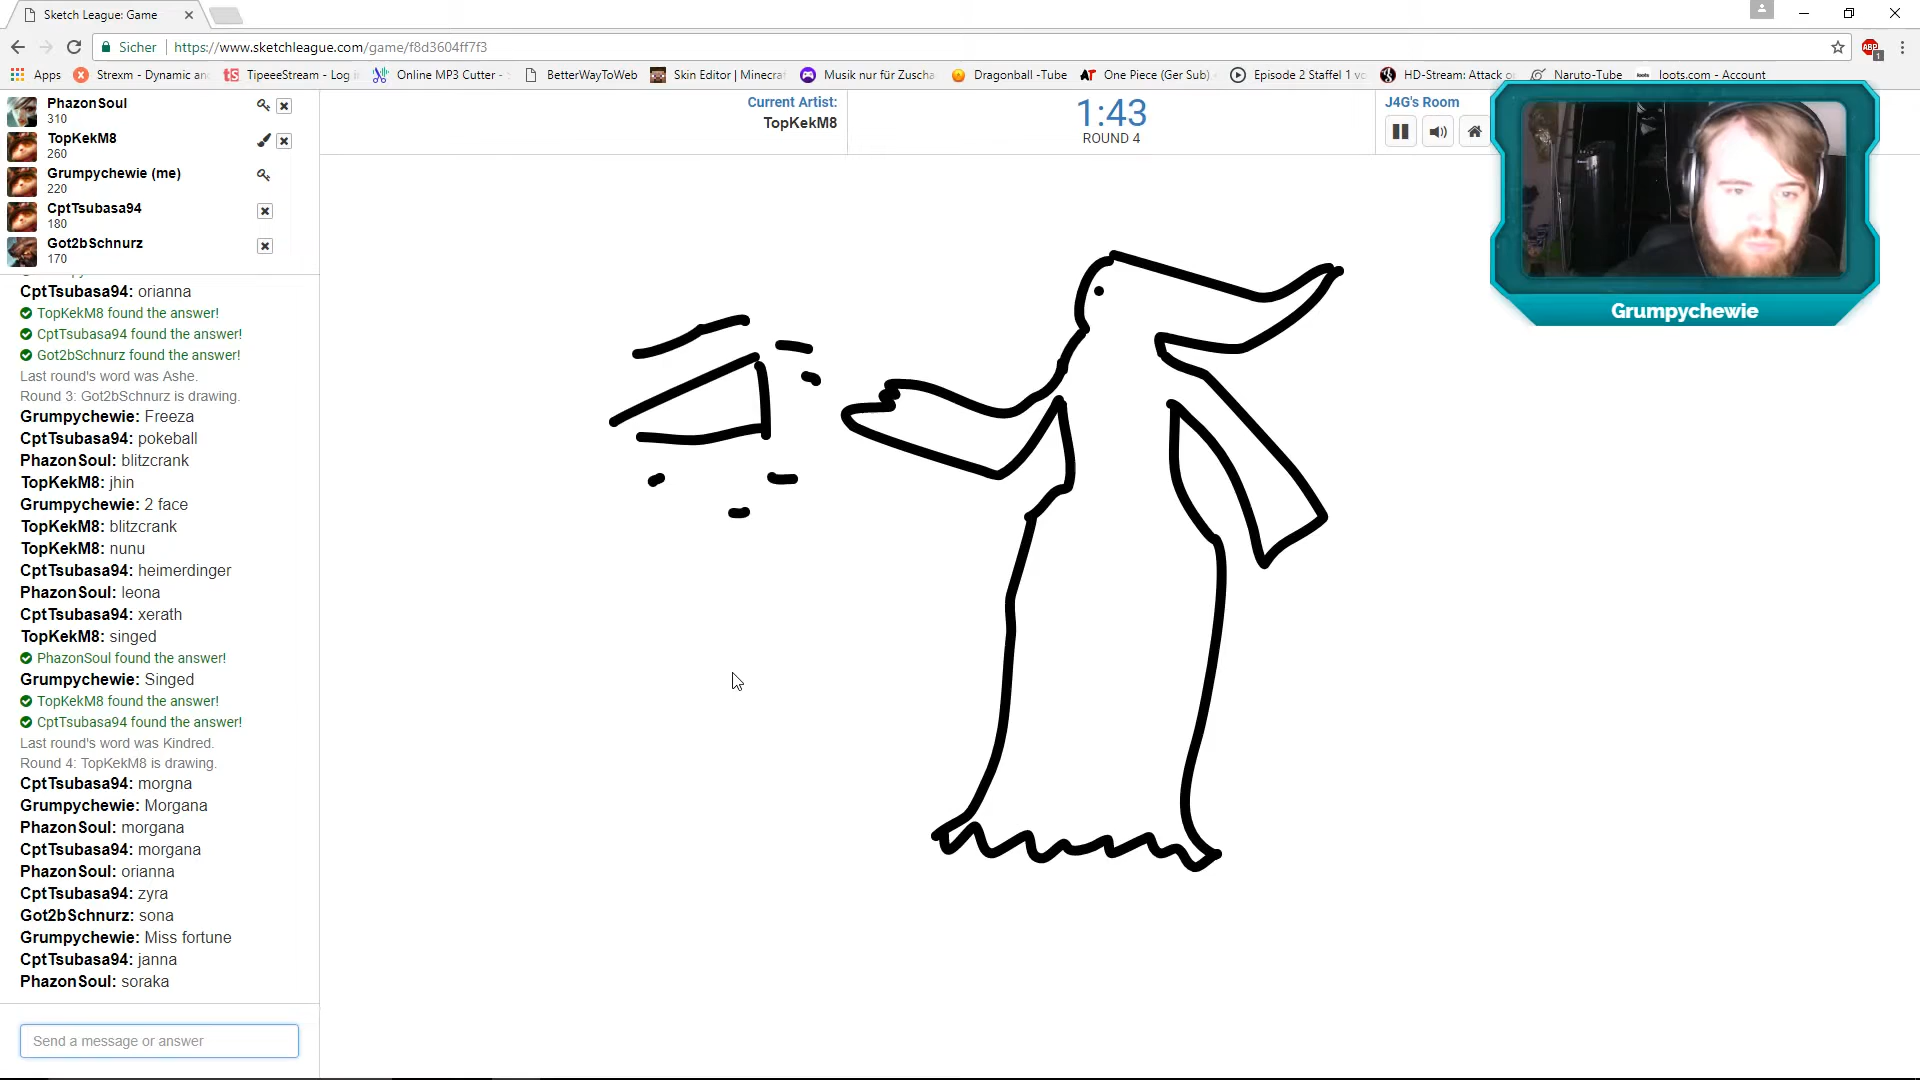 Sketch League: Game
Sicher
https://www.sketchleague.com/game/f8d3604ff7f3
ABP
1
Apps
Strexm - Dynamic an
TipeeeStream - Log i
Online MP3 Cutter -
BetterWayToWeb
Skin Editor | Minecra
Musik nur für Zuscha
Dragonball -Tube
One Piece (Ger Sub)
Episode 2 Staffel 1 vo
HD-Stream: Attack o
Naruto-Tube
loots.com - Account
PhazonSoul
310
TopKekM8
260
Grumpychewie (me)
220
CptTsubasa94
180
Got2bSchnurz
170
Current Artist:
TopKekM8
1:43
ROUND 4
J4G's Room
Grumpychewie
CptTsubasa94: orianna
TopKekM8 found the answer!
CptTsubasa94 found the answer!
Got2bSchnurz found the answer!
Last round's word was Ashe.
Round 3: Got2bSchnurz is drawing.
Grumpychewie: Freeza
CptTsubasa94: pokeball
PhazonSoul: blitzcrank
TopKekM8: jhin
Grumpychewie: 2 face
TopKekM8: blitzcrank
TopKekM8: nunu
CptTsubasa94: heimerdinger
PhazonSoul: leona
CptTsubasa94: xerath
TopKekM8: singed
PhazonSoul found the answer!
Grumpychewie: Singed
TopKekM8 found the answer!
CptTsubasa94 found the answer!
Last round's word was Kindred.
Round 4: TopKekM8 is drawing.
CptTsubasa94: morgna
Grumpychewie: Morgana
PhazonSoul: morgana
CptTsubasa94: morgana
PhazonSoul: orianna
CptTsubasa94: zyra
Got2bSchnurz: sona
Grumpychewie: Miss fortune
CptTsubasa94: janna
PhazonSoul: soraka
Send a message or answer